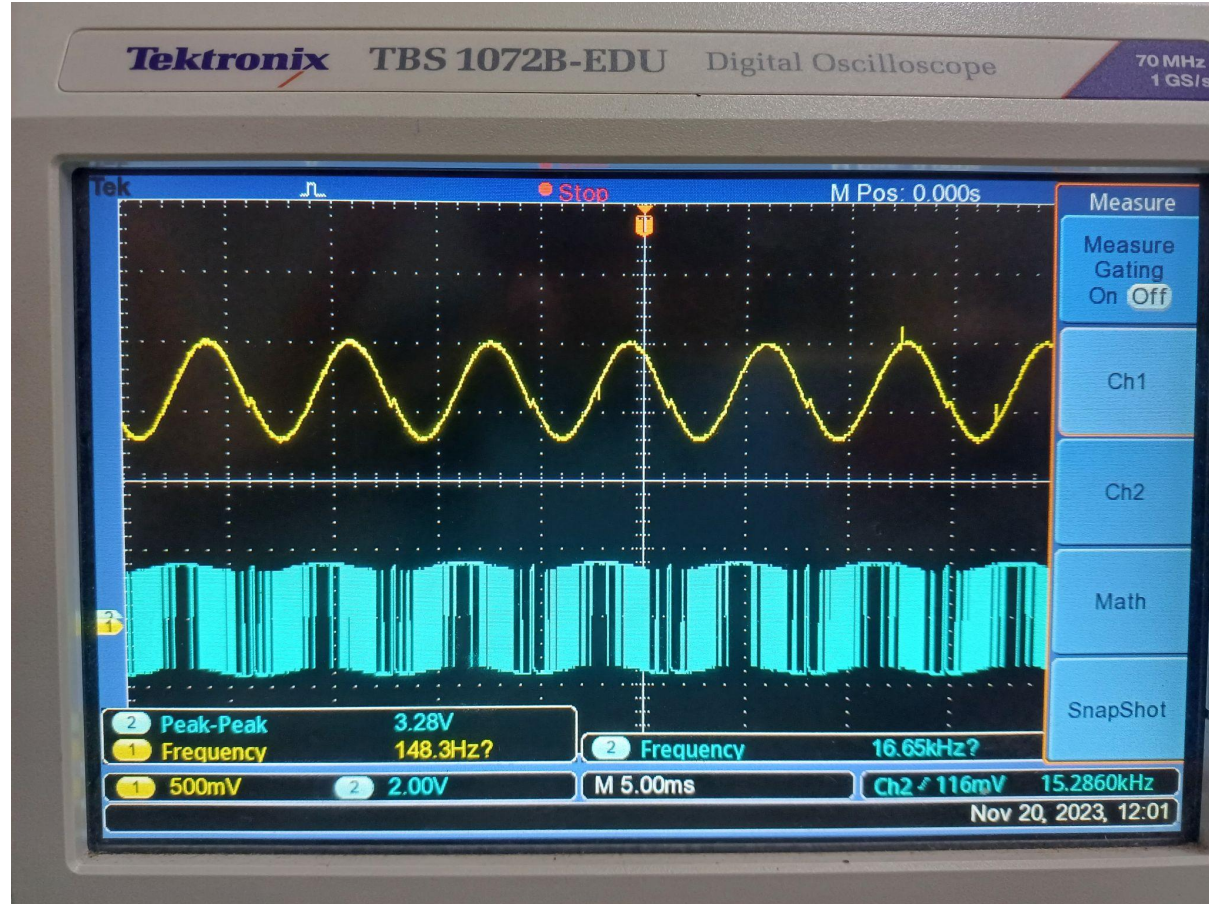 Tektronix TBS 1072B-EDU Digital Oscilloscope
70 MHz
1 GS/s
Tek Stop M Pos: 0.000s
Measure
Measure
Gating
On Off
Ch1
Ch2
Math
SnapShot
2
1
2 Peak-Peak 3.28V
1 Frequency 148.3Hz?
2 Frequency 16.65kHz?
1 500mV 2 2.00V M 5.00ms Ch2 116mV 15.2860kHz
Nov 20, 2023, 12:01